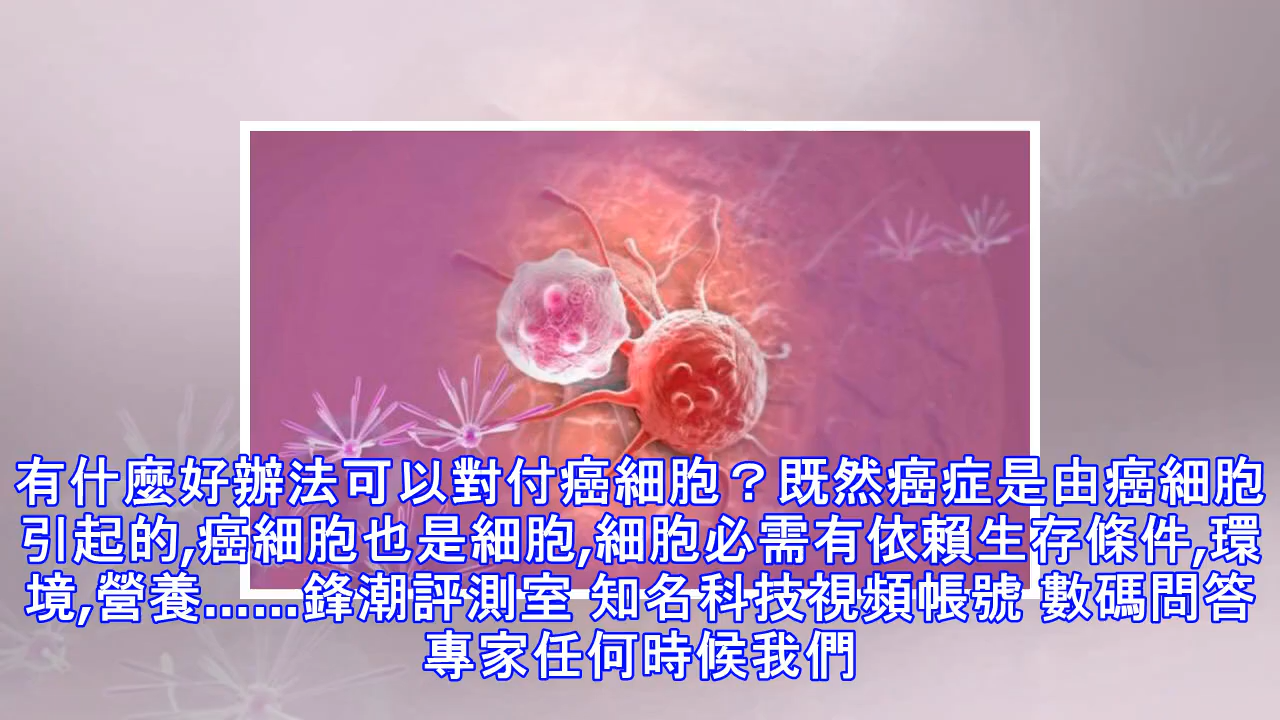 有什麼好辦法可以對付癌細胞？既然癌症是由癌細胞
引起的,癌細胞也是細胞,細胞必需有依賴生存條件,環
境,營養......鋒潮評測室 知名科技視頻帳號 數碼問答
專家任何時候我們